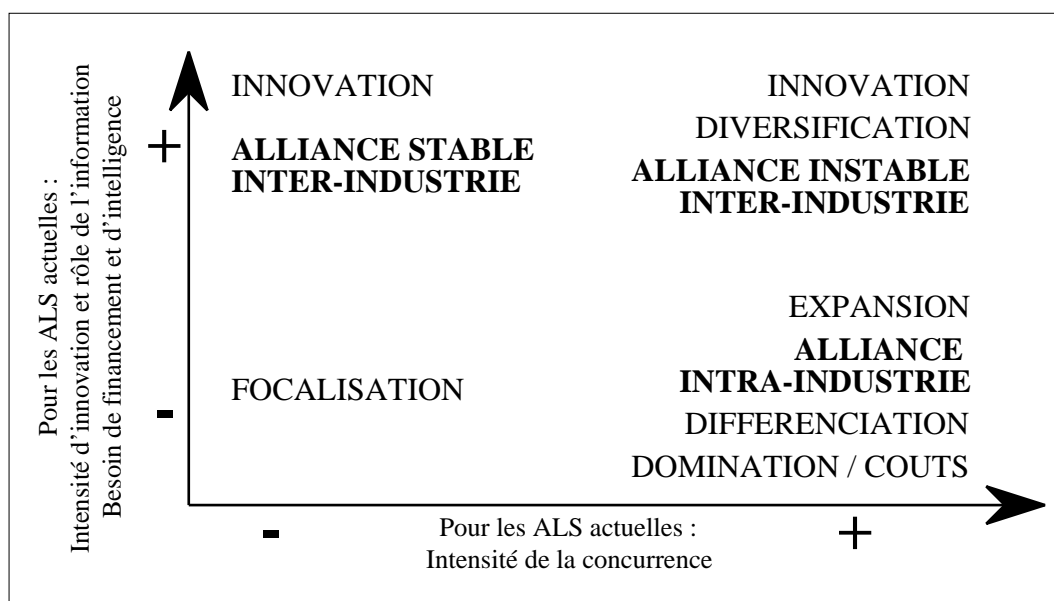 Pour les ALS actuelles :
Intensité d'innovation et rôle de l'information
Besoin de financement et d'intelligence
+
-
INNOVATION
ALLIANCE STABLE
INTER-INDUSTRIE
INNOVATION
DIVERSIFICATION
ALLIANCE INSTABLE
INTER-INDUSTRIE
FOCALISATION
EXPANSION
ALLIANCE
INTRA-INDUSTRIE
DIFFERENCIATION
DOMINATION / COUTS
-
Pour les ALS actuelles :
Intensité de la concurrence
+